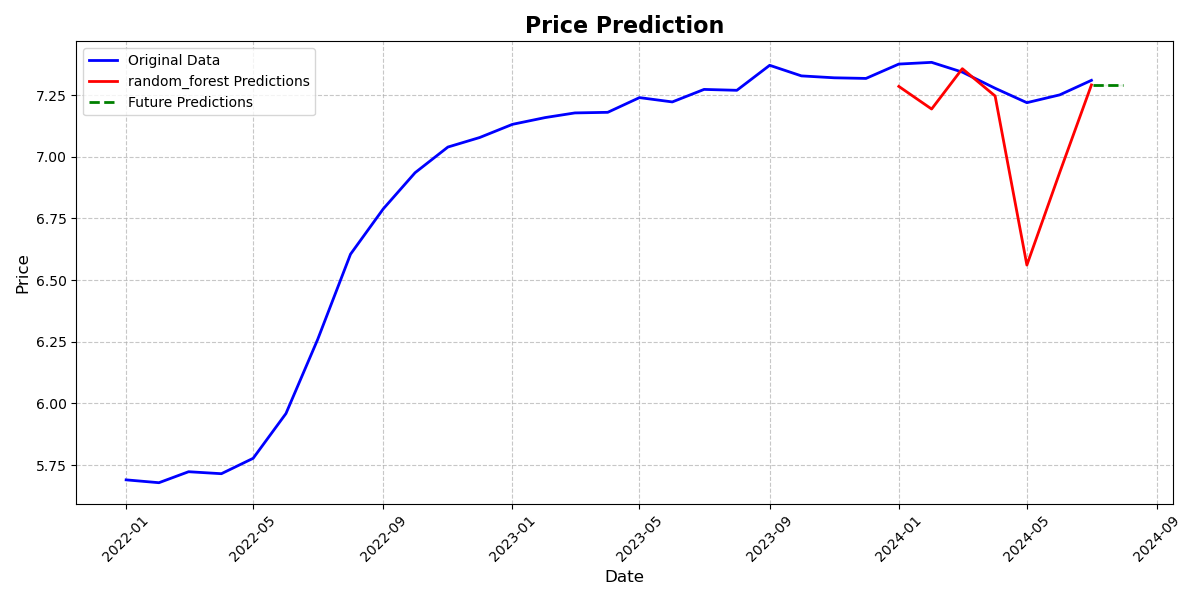 Price Prediction
Original Data
random_forest Predictions
Future Predictions
Price
7.25
7.00
6.75
6.50
6.25
6.00
5.75
2022-01
2022-05
2022-09
2023-01
2023-05
2023-09
2024-01
2024-05
2024-09
Date